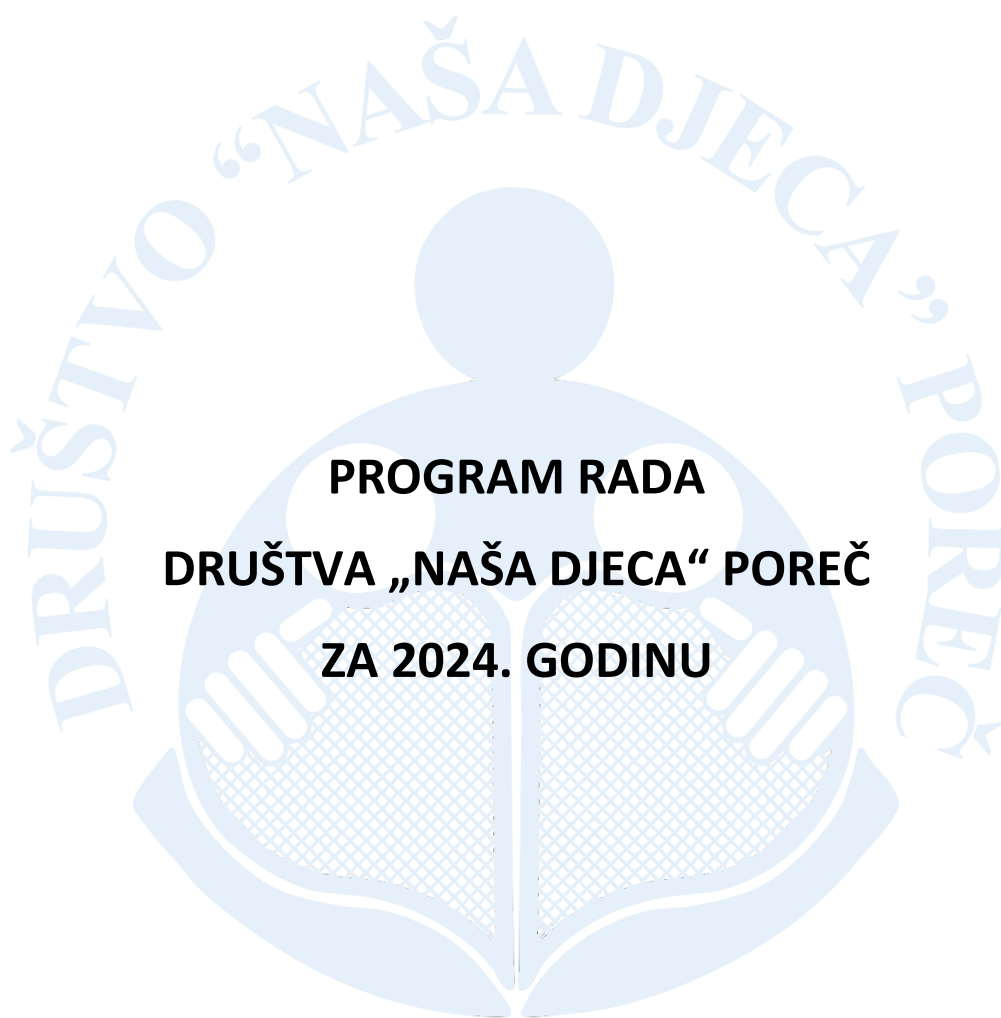 DRUŠTVO “NAŠA DJECA” POREČ
PROGRAM RADA
DRUŠTVA „NAŠA DJECA“ POREČ
ZA 2024. GODINU